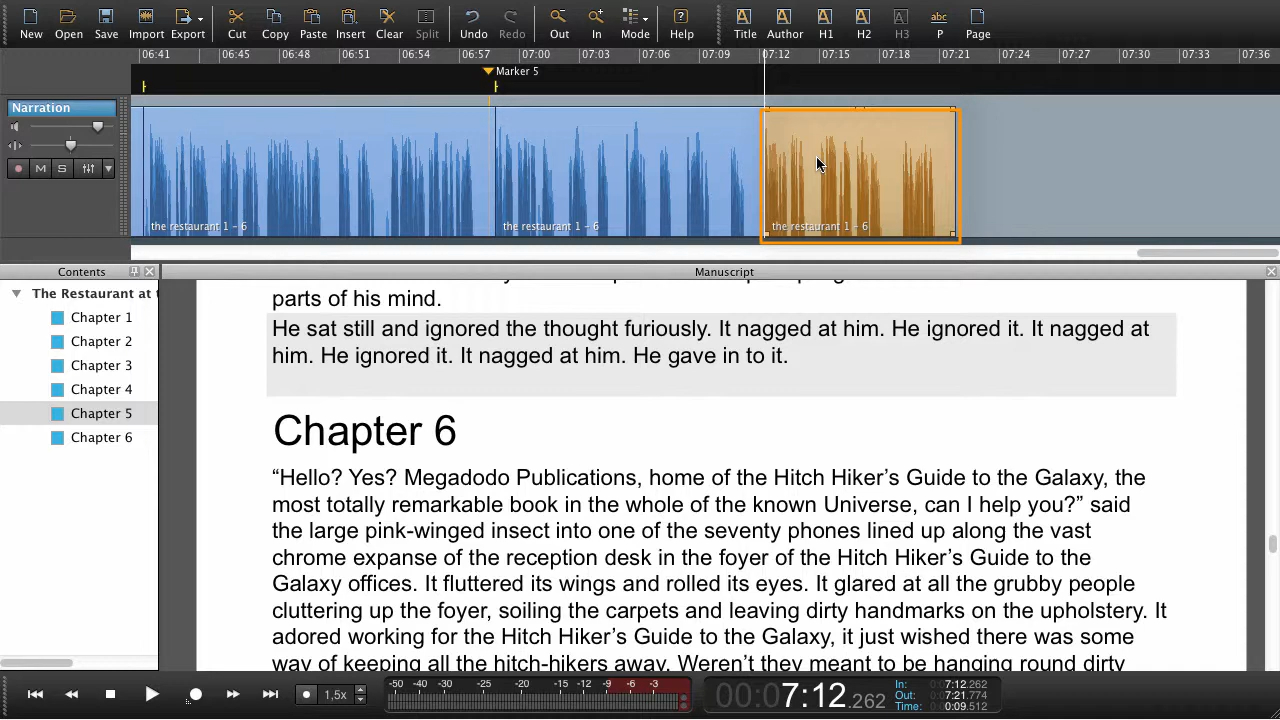 New Open Save Import Export Cut Copy Paste Insert Clear Split Undo Redo Out In Mode Help Title Author H1 H2 H3 P Page
H1 H2 H3 abc
06:41 06:45 06:48 06:51 06:54 06:57 07:03 07:06 07:09 07:12 07:15 07:18 07:21 07:24 07:27 07:30 07:33 07:36
Marker 5
Narration
M S
the restaurant 1 - 6 the restaurant 1 - 6 the restaurant 1 - 6
Contents
Manuscript
The Restaurant at
Chapter 1
Chapter 2
Chapter 3
Chapter 4
Chapter 5
Chapter 6
parts of his mind.
He sat still and ignored the thought furiously. It nagged at him. He ignored it. It nagged at
him. He ignored it. It nagged at him. He gave in to it.
Chapter 6
“Hello? Yes? Megadodo Publications, home of the Hitch Hiker’s Guide to the Galaxy, the
most totally remarkable book in the whole of the known Universe, can I help you?” said
the large pink-winged insect into one of the seventy phones lined up along the vast
chrome expanse of the reception desk in the foyer of the Hitch Hiker’s Guide to the
Galaxy offices. It fluttered its wings and rolled its eyes. It glared at all the grubby people
cluttering up the foyer, soiling the carpets and leaving dirty handmarks on the upholstery. It
adored working for the Hitch Hiker’s Guide to the Galaxy, it just wished there was some
way of keeping all the hitch-hikers away. Weren’t they meant to be hanging round dirty
1,5x
-50 -40 -30 -20 -15 -12 -9 -6 -3
00:07:12.262
In: 0:07:12.262
Out: 0:07:21.774
Time: 0:00:09.512